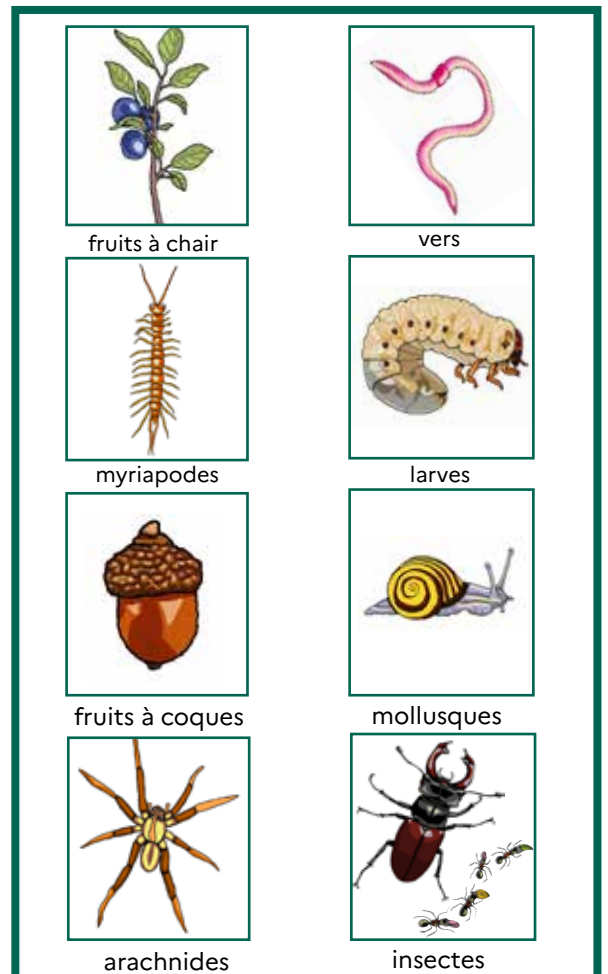 fruits à chair
vers
myriapodes
larves
fruits à coques
mollusques
arachnides
insectes